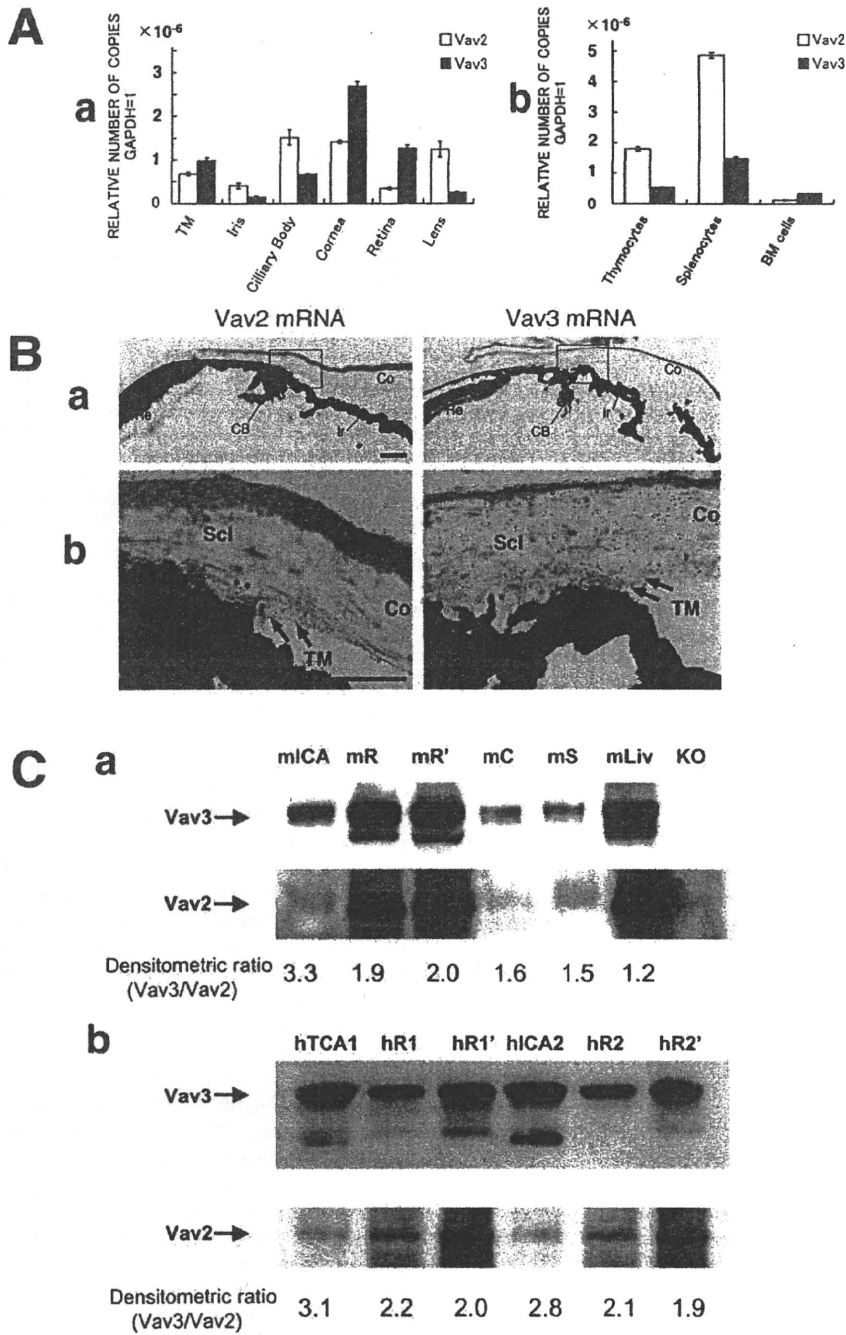 A
a
×10⁻⁶
RELATIVE NUMBER OF COPIES
GAPDH=1
3
2
1
0
Vav2
Vav3
TM
Iris
Cilliary Body
Cornea
Retina
Lens
b
×10⁻⁶
RELATIVE NUMBER OF COPIES
GAPDH=1
5
4
3
2
1
0
Vav2
Vav3
Thymocytes
Splenocytes
BM cells
B
Vav2 mRNA
Vav3 mRNA
a
Re
CB
Ir
Co
Re
CB
Ir
Co
b
Scl
Co
TM
Scl
Co
TM
C
a
mICA mR mR' mC mS mLiv KO
Vav3
Vav2
Densitometric ratio
(Vav3/Vav2)
3.3 1.9 2.0 1.6 1.5 1.2
b
hTCA1 hR1 hR1' hICA2 hR2 hR2'
Vav3
Vav2
Densitometric ratio
(Vav3/Vav2)
3.1 2.2 2.0 2.8 2.1 1.9